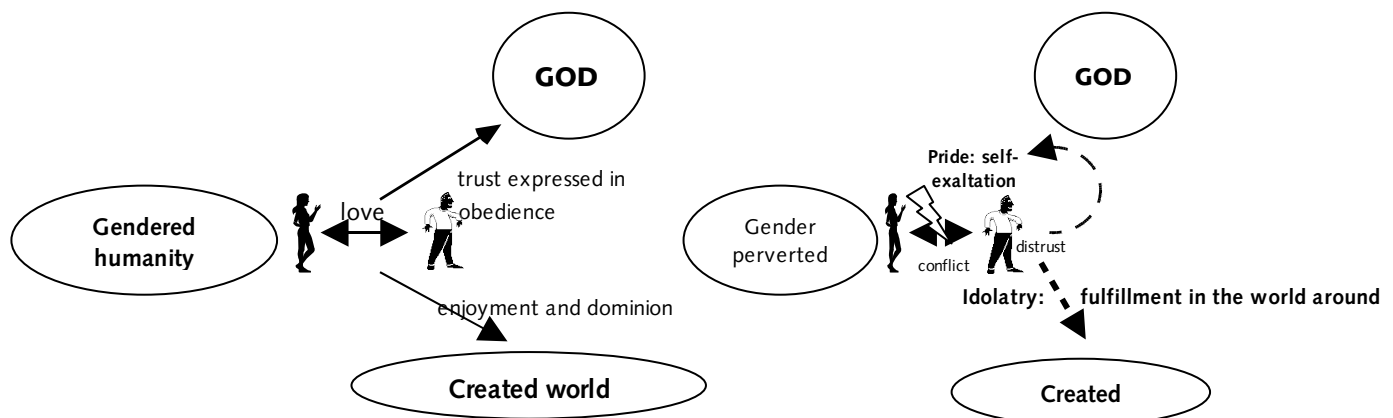 GOD
trust expressed in
love
obedience
Gendered
humanity
enjoyment and dominion
Created world
GOD
Pride: self-
exaltation
Gender
perverted
distrust
conflict
Idolatry: fulfillment in the world around
Created